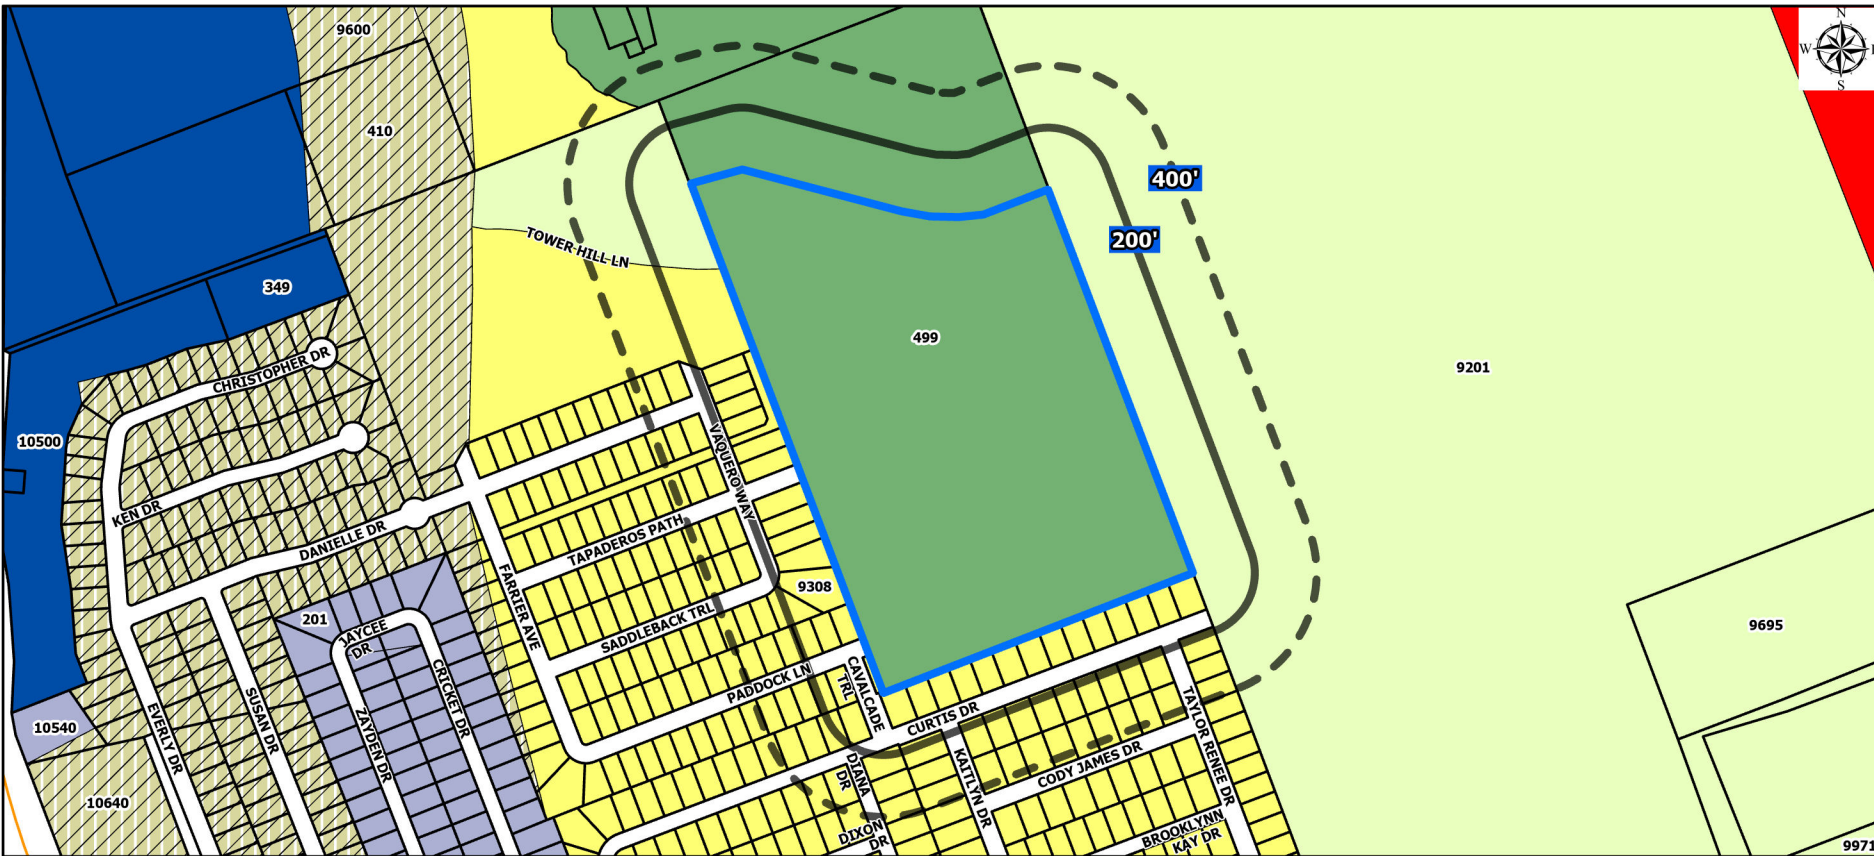 9600
N
W
S
410
400'
TOWER HILL LN
200'
349
499
CHRISTOPHER DR
9201
10500
VAQUERO WAY
KEN DR
DANIELLE DR
TAPADEROS PATH
FARRIER AVE
9308
SADDLEBACK TRL
201
JAYCEE
DR
9695
PADDOCK LN
CAVALCADE
TRL
CRICKET DR
CURTIS DR
SUSAN DR
EVERLY DR
ZAYDEN DR
10540
TAYLOR RENEE DR
KAITLYN DR
CODY JAMES DR
DIANA
DR
10640
DIXON
DR
BROOKLYNN
KAY DR